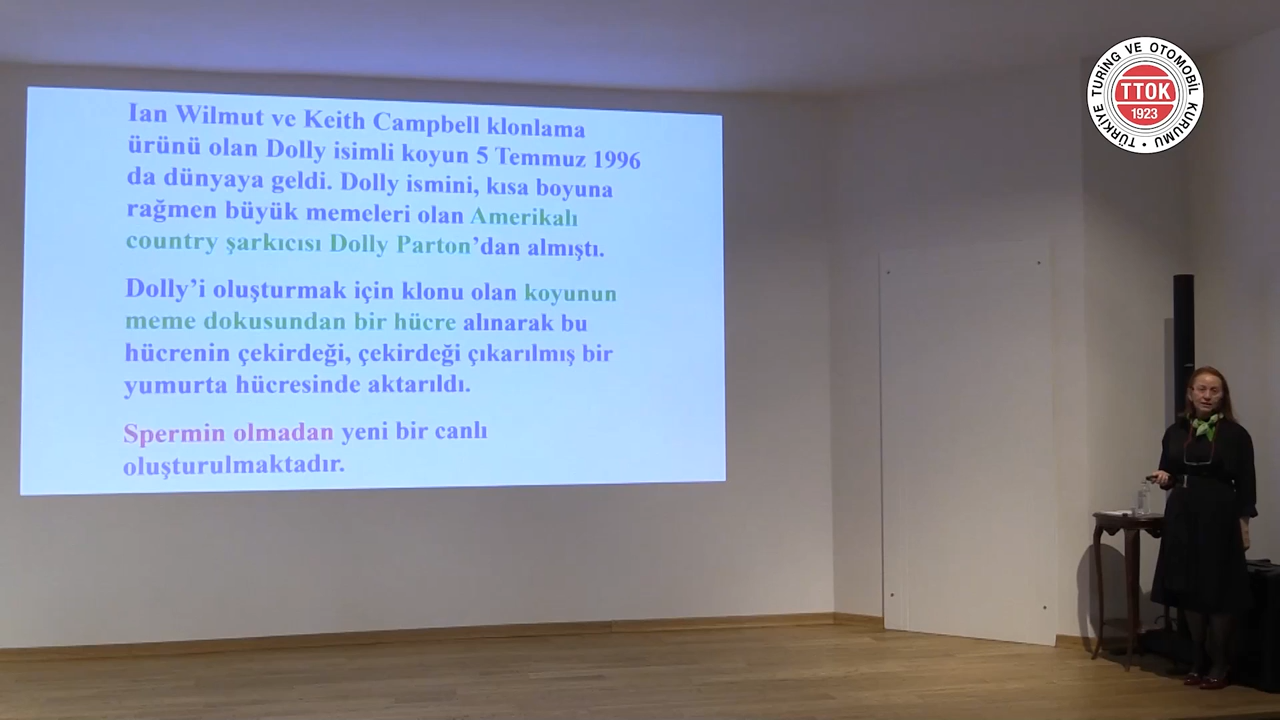 Ian Wilmut ve Keith Campbell klonlama
ürünü olan Dolly isimli koyun 5 Temmuz 1996
da dünyaya geldi. Dolly ismini, kısa boyuna
rağmen büyük memeleri olan Amerikalı
country şarkıcısı Dolly Parton’dan almıştı.
Dolly’i oluşturmak için klonu olan koyunun
meme dokusundan bir hücre alınarak bu
hücrenin çekirdeği, çekirdeği çıkarılmış bir
yumurta hücresinde aktarıldı.
Spermin olmadan yeni bir canlı
oluşturulmaktadır.
TÜRKİYE TURİNG VE OTOMOBİL KURUMU
TTOK
1923